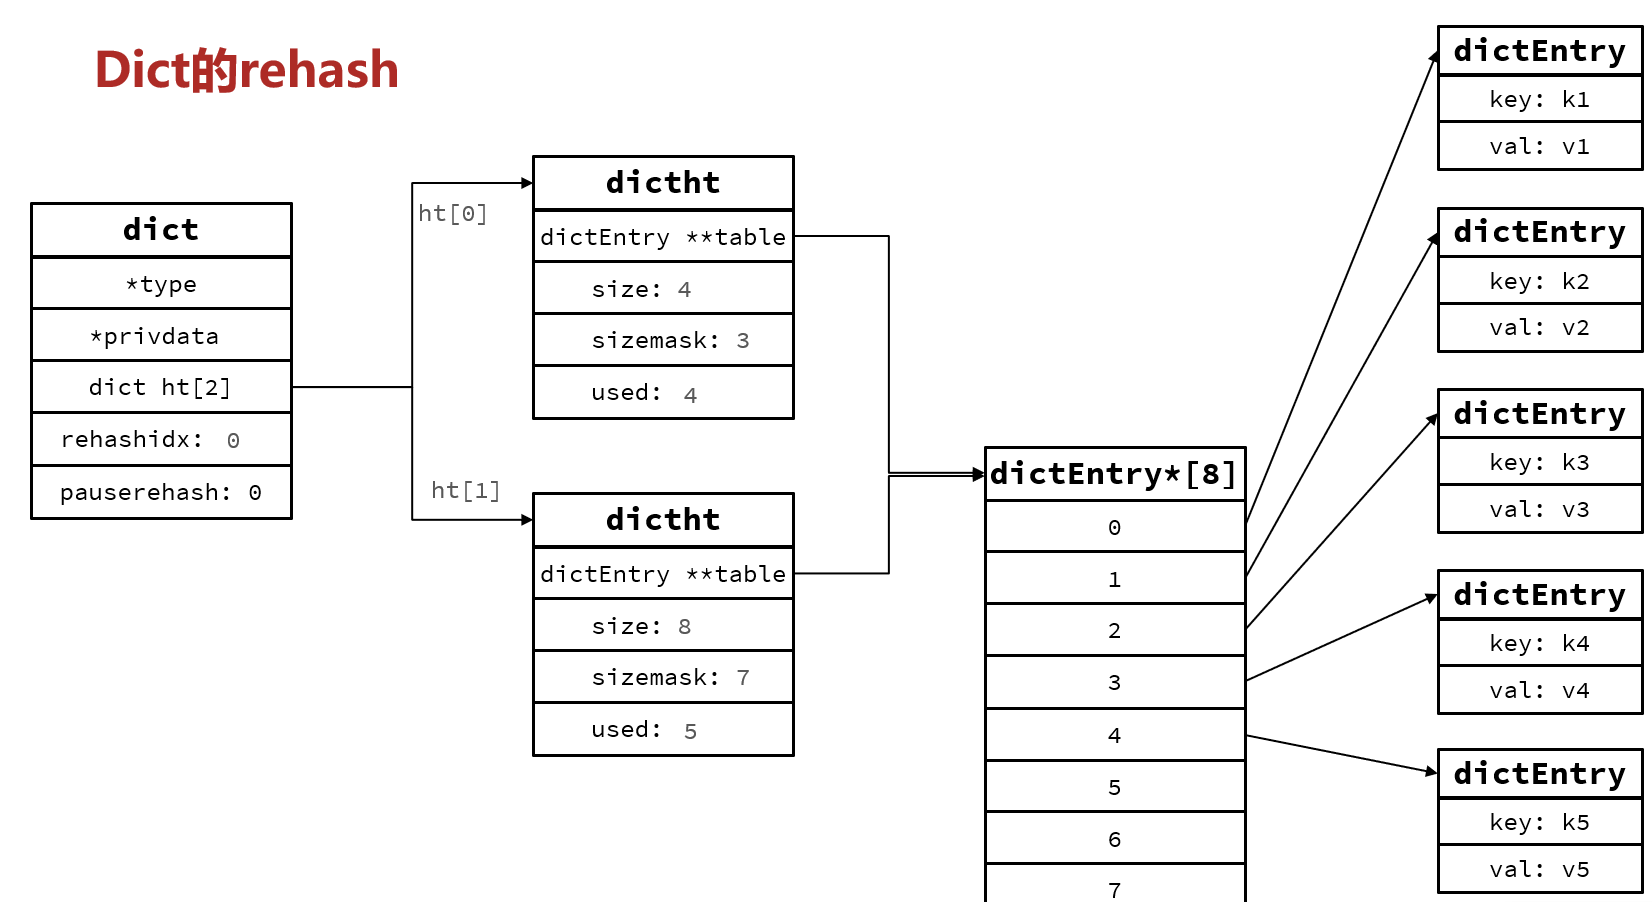 Dict的rehash
dict
*type
*privdata
dict ht[2]
rehashidx: 0
pauserehash: 0
ht[0]
dictht
dictEntry **table
size: 4
sizemask: 3
used: 4
ht[1]
dictht
dictEntry **table
size: 8
sizemask: 7
used: 5
dictEntry*[8]
0
1
2
3
4
5
6
7
dictEntry
key: k1
val: v1
dictEntry
key: k2
val: v2
dictEntry
key: k3
val: v3
dictEntry
key: k4
val: v4
dictEntry
key: k5
val: v5